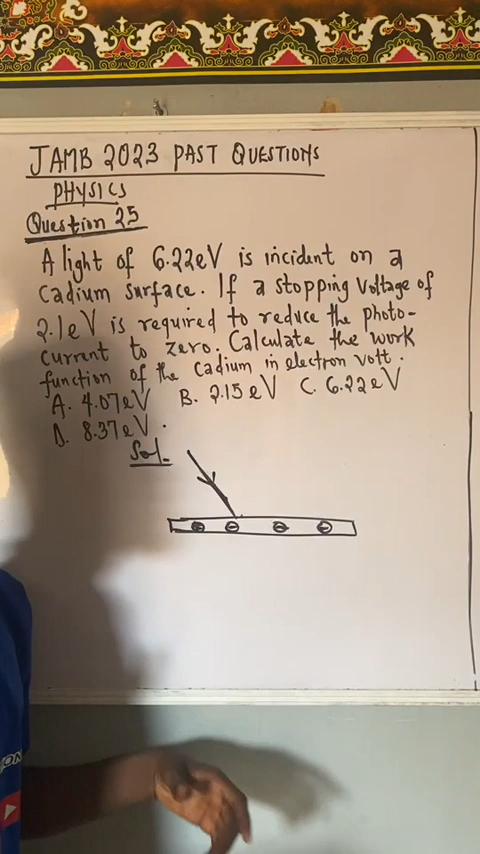 JAMB 2023 PAST QUESTIONS
PHYSICS
Question 25
A light of 6.22eV is incident on a
Cadium surface. If a stopping voltage of
2.1eV is required to reduce the photo-
current to zero. Calculate the work
function of the Cadium in electron vott.
A. 4.07eV B. 2.15eV C. 6.22eV
D. 8.37eV.
Sol.